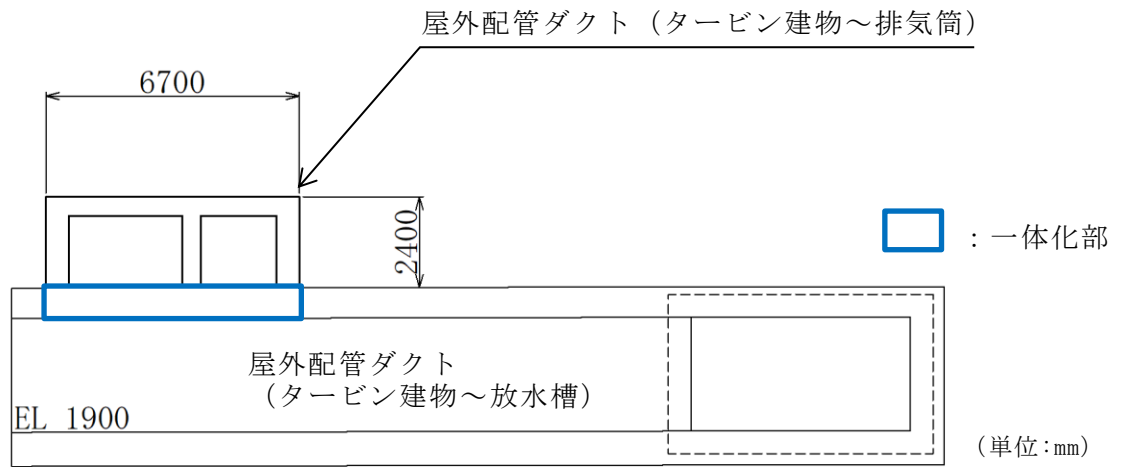 屋外配管ダクト（タービン建物～排気筒）
6700
2400
：一体化部
屋外配管ダクト
（タービン建物～放水槽）
EL 1900
（単位:mm）